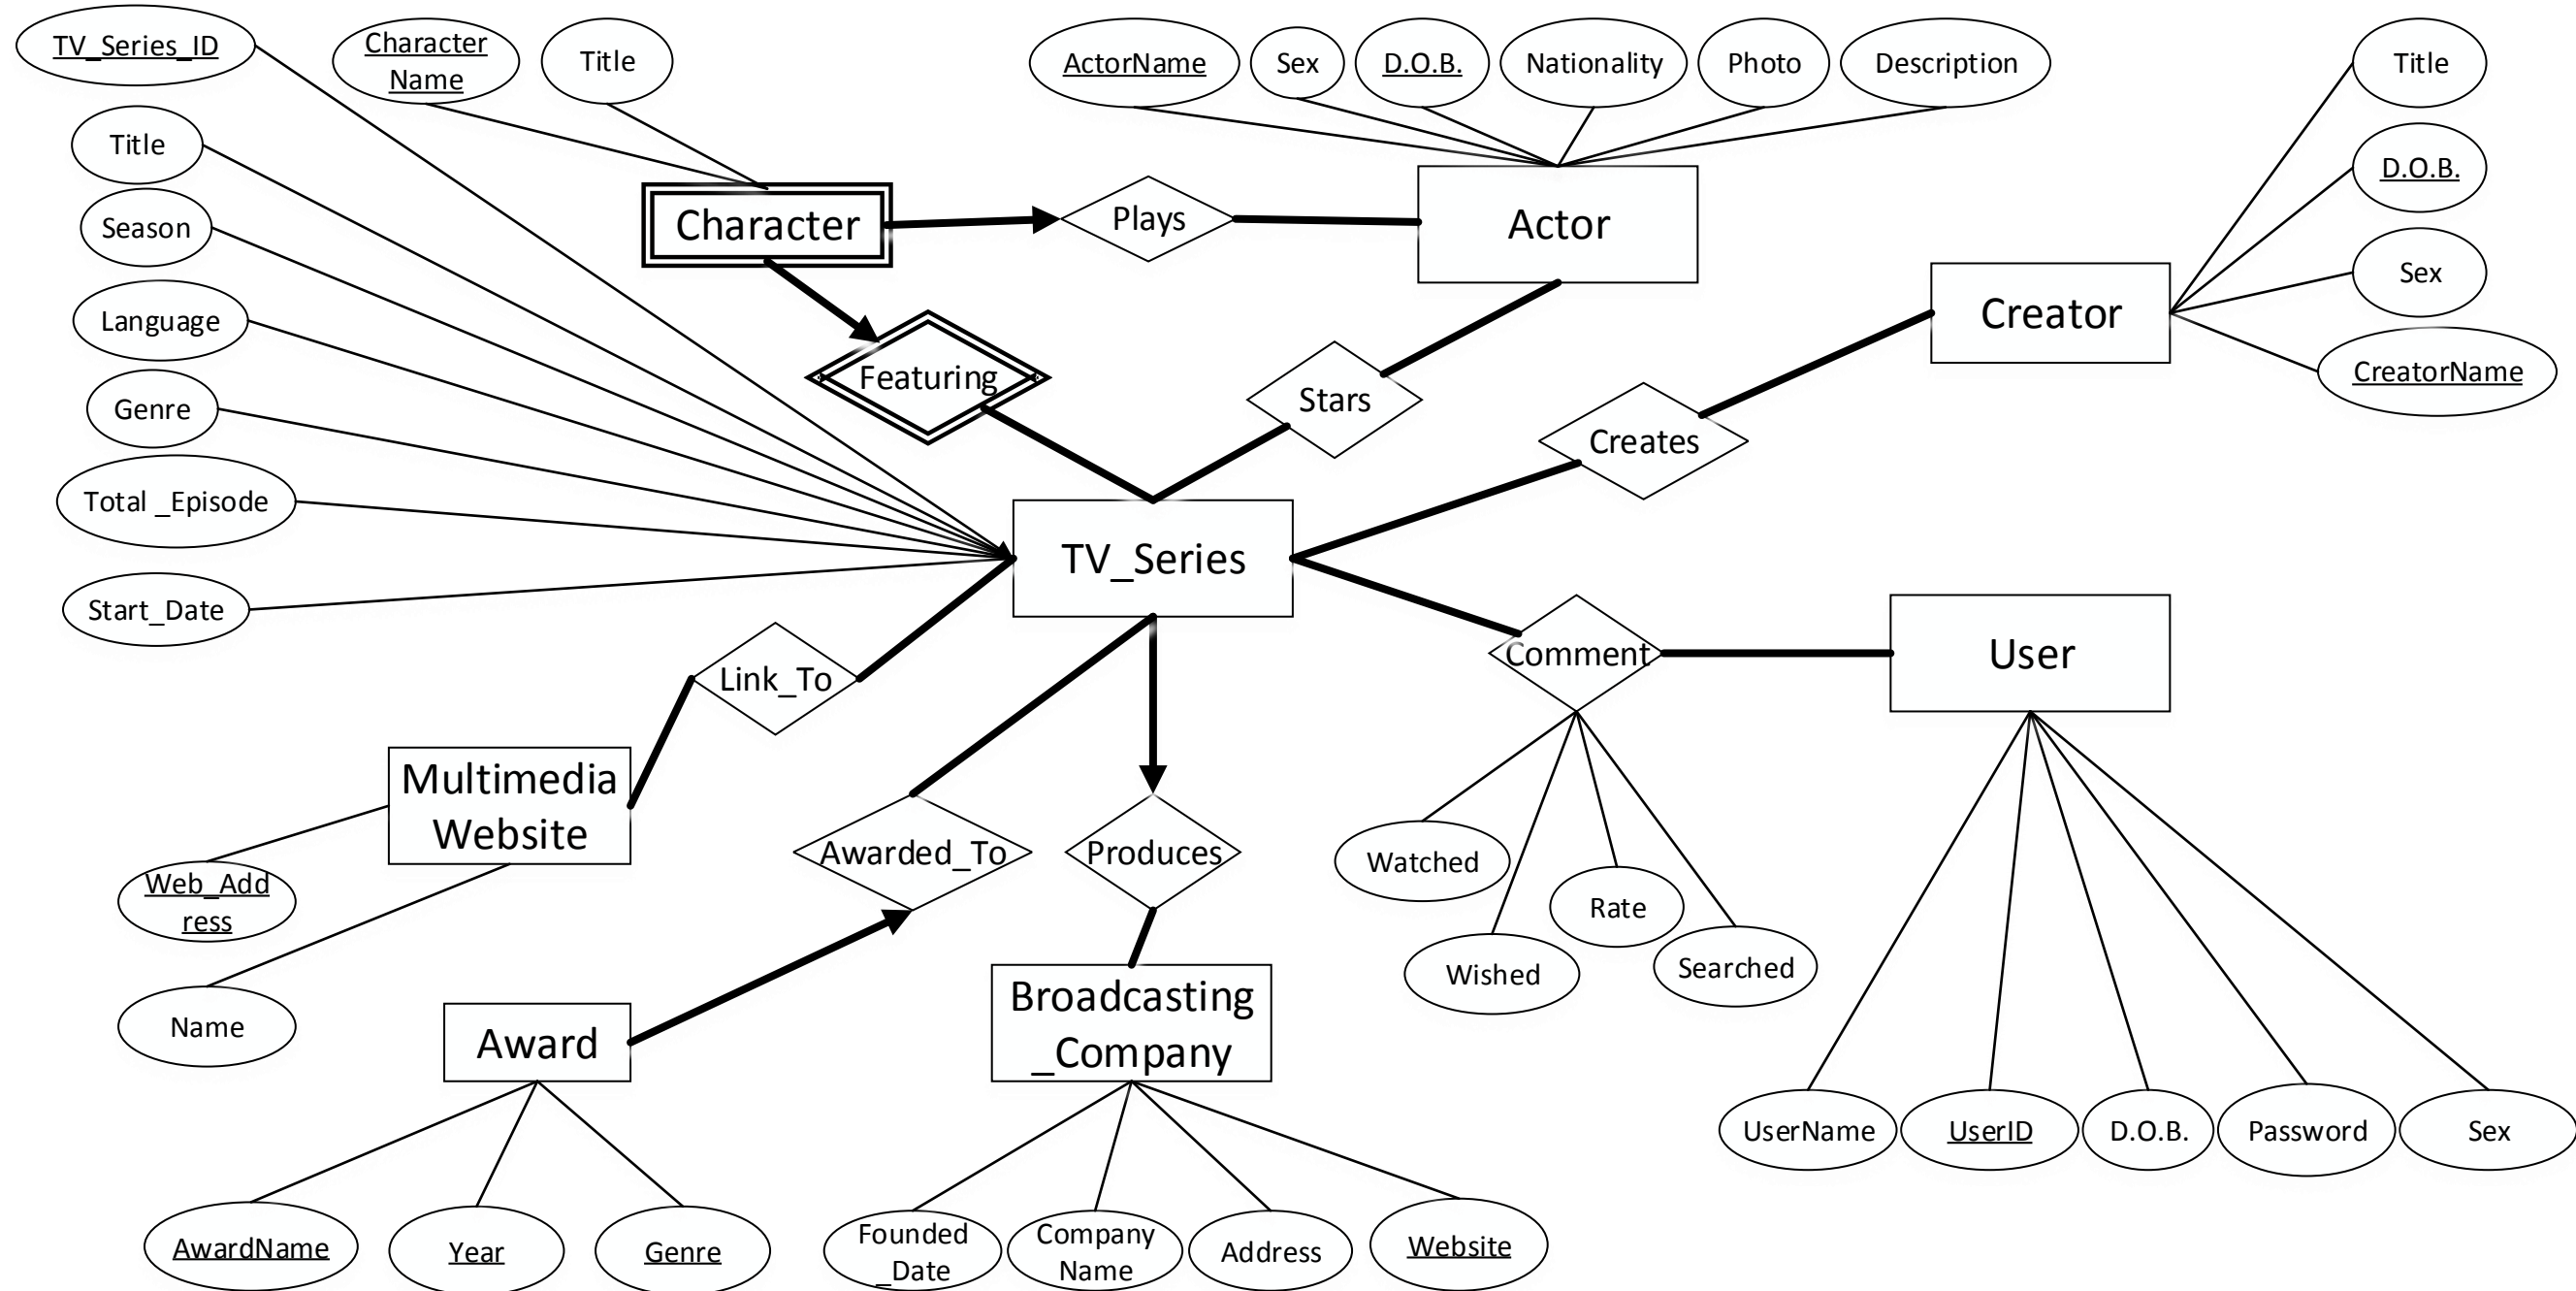 TV_Series_ID
Character
Name
Title
ActorName
Sex
D.O.B.
Nationality
Photo
Description
Title
Title
D.O.B.
Season
Character
Plays
Actor
Sex
Creator
Language
CreatorName
Featuring
Stars
Genre
Creates
Total _Episode
TV_Series
Start_Date
Comment
User
Link_To
Multimedia
Website
Awarded_To
Produces
Watched
Web_Add
ress
Rate
Wished
Searched
Name
Award
Broadcasting
_Company
UserName
UserID
D.O.B.
Password
Sex
AwardName
Year
Genre
Founded
_Date
Company
Name
Address
Website